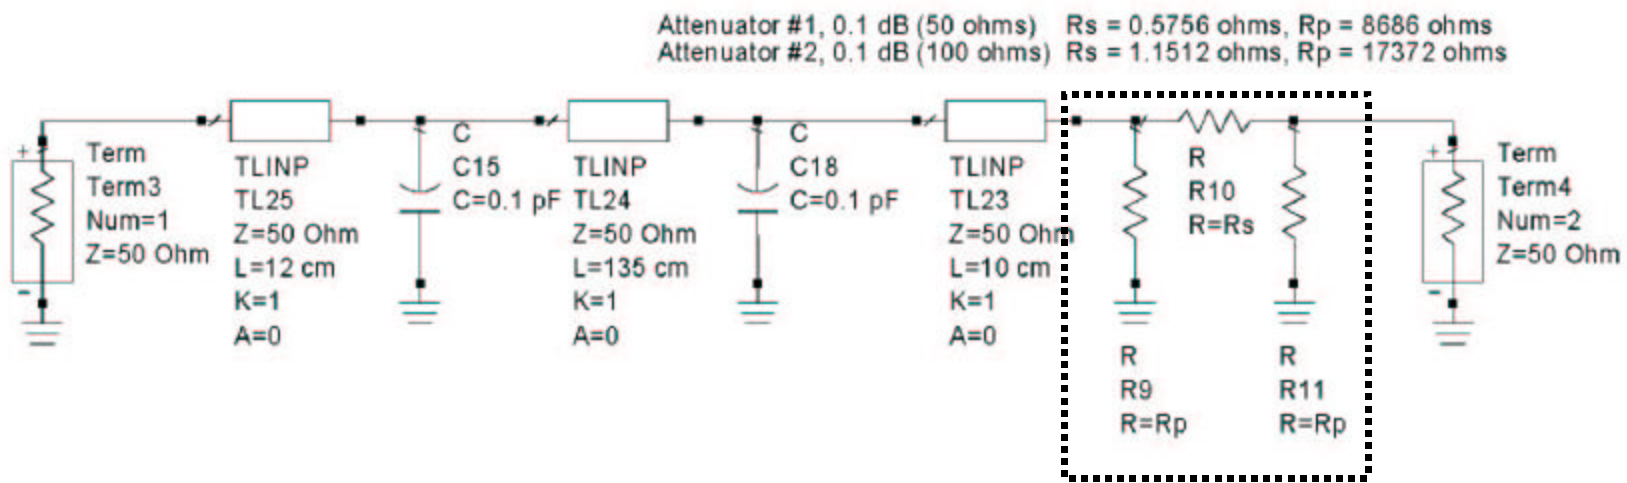 Attenuator #1, 0.1 dB (50 ohms) Rs = 0.5756 ohms, Rp = 8686 ohms
Attenuator #2, 0.1 dB (100 ohms) Rs = 1.1512 ohms, Rp = 17372 ohms
+
Term
Term3
Num=1
Z=50 Ohm
-
TLINP
TL25
Z=50 Ohm
L=12 cm
K=1
A=0
C
C15
C=0.1 pF
TLINP
TL24
Z=50 Ohm
L=135 cm
K=1
A=0
C
C18
C=0.1 pF
TLINP
TL23
Z=50 Ohm
L=10 cm
K=1
A=0
R
R9
R=Rp
R
R10
R=Rs
R
R11
R=Rp
+
Term
Term4
Num=2
Z=50 Ohm
-